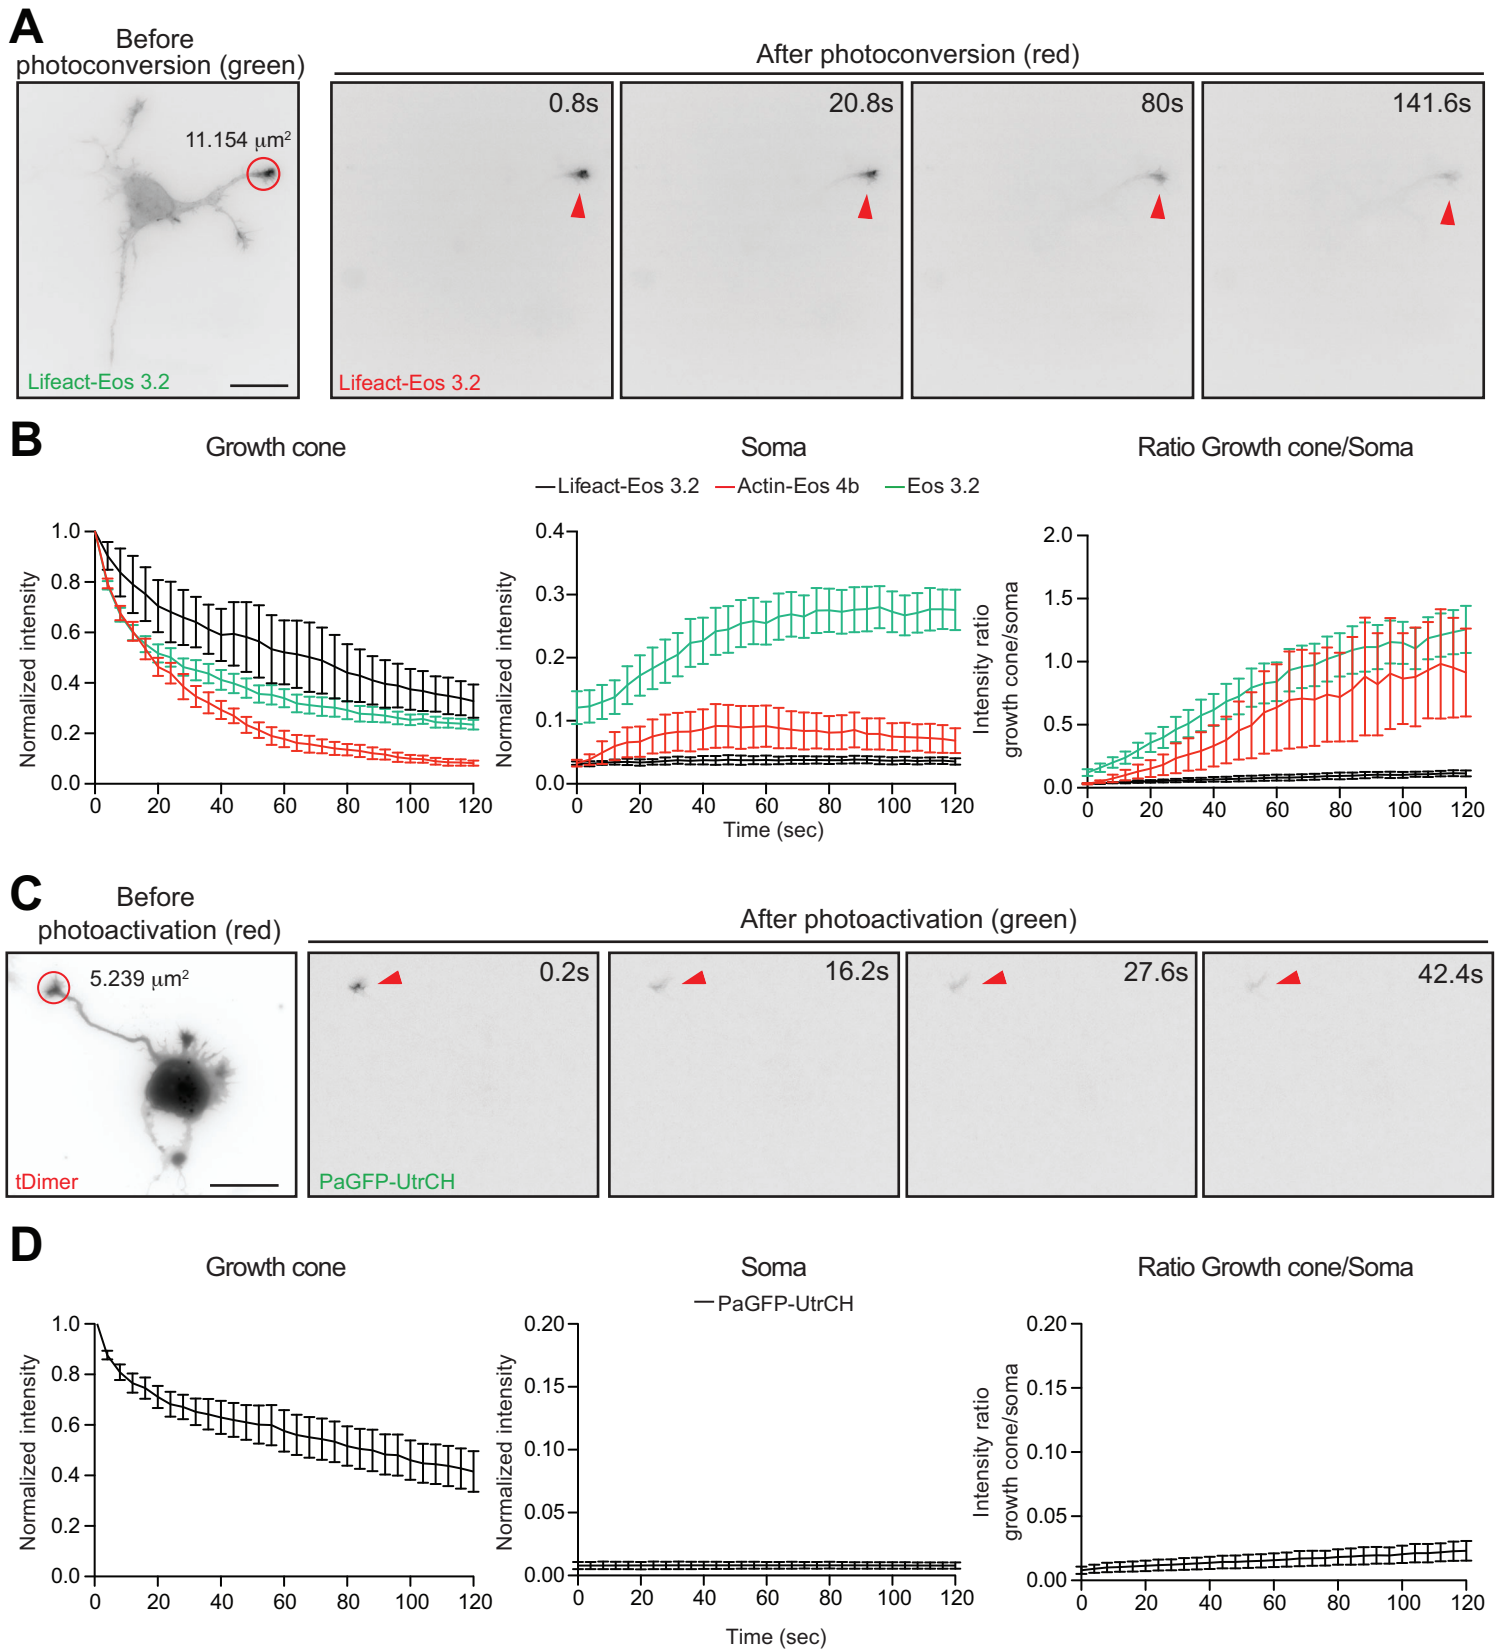 A
Before
photoconversion (green)
After photoconversion (red)
11.154 μm²
Lifeact-Eos 3.2
0.8s
Lifeact-Eos 3.2
20.8s
80s
141.6s
B
Growth cone
Soma
Ratio Growth cone/Soma
Lifeact-Eos 3.2
Actin-Eos 4b
Eos 3.2
Normalized intensity
1.0
0.8
0.6
0.4
0.2
0.0
0 20 40 60 80 100 120
Normalized intensity
0.4
0.3
0.2
0.1
0.0
0 20 40 60 80 100 120
Time (sec)
Intensity ratio
growth cone/soma
2.0
1.5
1.0
0.5
0.0
0 20 40 60 80 100 120
C
Before
photoactivation (red)
After photoactivation (green)
5.239 μm²
tDimer
0.2s
PaGFP-UtrCH
16.2s
27.6s
42.4s
D
Growth cone
Soma
Ratio Growth cone/Soma
PaGFP-UtrCH
Normalized intensity
1.0
0.8
0.6
0.4
0.2
0.0
0 20 40 60 80 100 120
Normalized intensity
0.20
0.15
0.10
0.05
0.00
0 20 40 60 80 100 120
Time (sec)
Intensity ratio
growth cone/soma
0.20
0.15
0.10
0.05
0.00
0 20 40 60 80 100 120